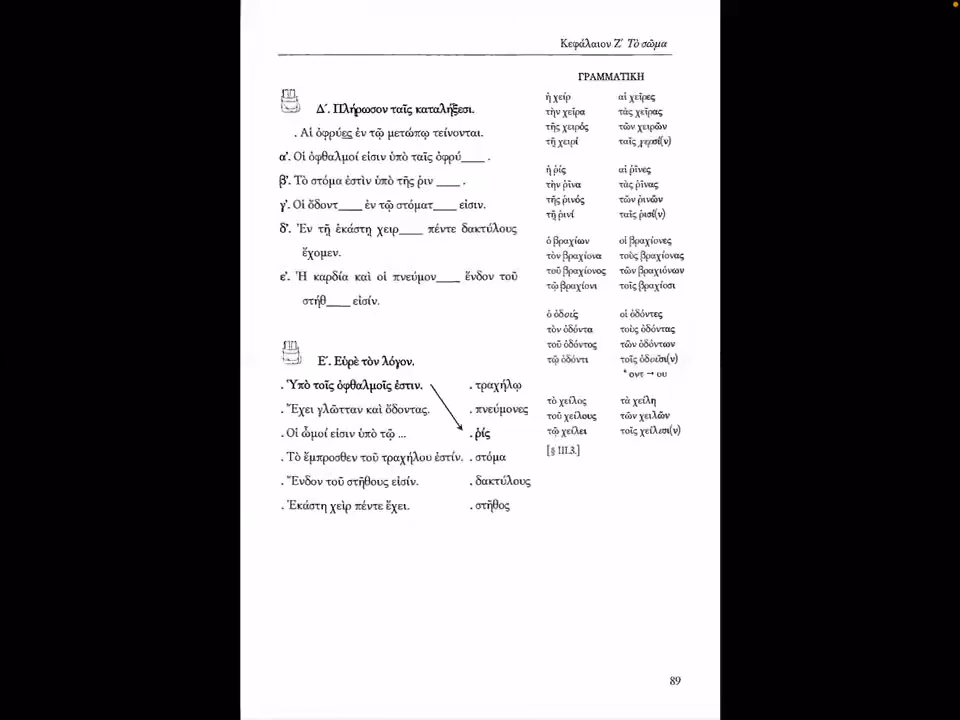 Κεφάλαιον Ζ΄ Τὸ σῶμα
Δ΄. Πλήρωσον ταῖς καταλήξεσι.
. Αἱ ὀφρύες ἐν τῷ μετώπῳ τείνονται.
α΄. Οἱ ὀφθαλμοί εἰσιν ὑπὸ ταῖς ὀφρύ____ .
β΄. Τὸ στόμα ἐστὶν ὑπὸ τῆς ῥιν ____ .
γ΄. Οἱ ὄδοντ____ ἐν τῷ στόματ____ εἰσιν.
δ΄. Ἐν τῇ ἑκάστῃ χειρ____ πέντε δακτύλους
ἔχομεν.
ε΄. Ἡ καρδία καὶ οἱ πνεύμον____ ἔνδον τοῦ
στήθ____ εἰσίν.
Ε΄. Εὑρὲ τὸν λόγον.
. Ὑπὸ τοῖς ὀφθαλμοῖς ἐστιν.
. Ἔχει γλῶτταν καὶ ὄδοντας.
. Οἱ ὦμοί εἰσιν ὑπὸ τῷ ...
. Τὸ ἔμπροσθεν τοῦ τραχήλου ἐστίν.
. Ἔνδον τοῦ στήθους εἰσίν.
. Ἑκάστη χεὶρ πέντε ἔχει.
. τραχήλῳ
. πνεύμονες
. ῥίς
. στόμα
. δακτύλους
. στῆθος
ΓΡΑΜΜΑΤΙΚΗ
ἡ χείρ αἱ χεῖρες
τὴν χεῖρα τὰς χεῖρας
τῆς χειρός τῶν χειρῶν
τῇ χειρί ταῖς χερσί(ν)
ἡ ῥίς αἱ ῥῖνες
τὴν ῥῖνα τὰς ῥῖνας
τῆς ῥινός τῶν ῥινῶν
τῇ ῥινί ταῖς ῥισί(ν)
ὁ βραχίων οἱ βραχίονες
τὸν βραχίονα τοὺς βραχίονας
τοῦ βραχίονος τῶν βραχιόνων
τῷ βραχίονι τοῖς βραχίοσι
ὁ ὀδούς οἱ ὀδόντες
τὸν ὀδόντα τοὺς ὀδόντας
τοῦ ὀδόντος τῶν ὀδόντων
τῷ ὀδόντι τοῖς ὀδοῦσι(ν)
* οντ → ου
τὸ χεῖλος τὰ χείλη
τοῦ χείλους τῶν χειλῶν
τῷ χείλει τοῖς χείλεσι(ν)
[§ III.3.]
89